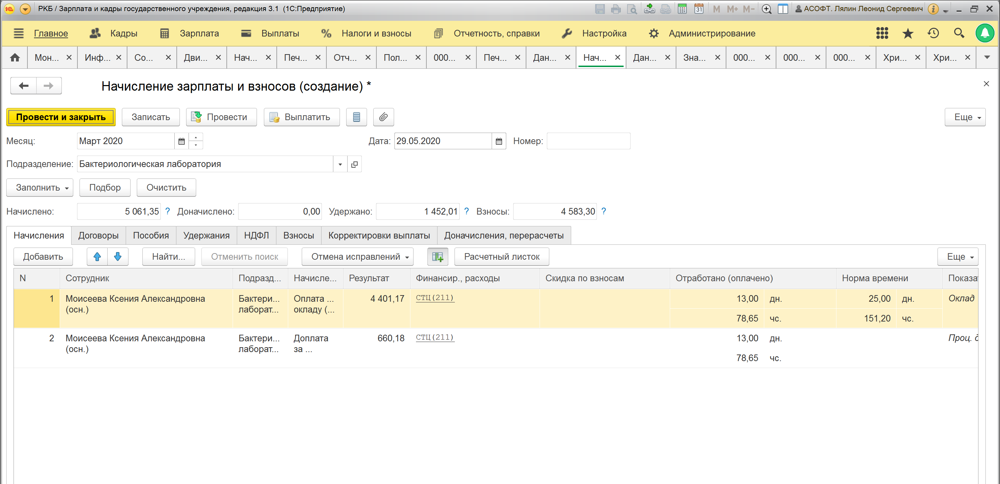 РКБ / Зарплата и кадры государственного учреждения, редакция 3.1 (1С:Предприятие)
31 M M+ M- АСОФТ. Лялин Леонид Сергеевич
Главное Кадры Зарплата Выплаты % Налоги и взносы Отчетность, справки Настройка Администрирование
Мон... Инф... Со... Дви... Нач... Печ... Отч... Пол... 000... Печ... Дан... Нач... Дан... Зна... 000... 000... 000... Хри... Хри...
Начисление зарплаты и взносов (создание) *
Провести и закрыть Записать Провести Выплатить Еще
Месяц: Март 2020 Дата: 29.05.2020 Номер:
Подразделение: Бактериологическая лаборатория
Заполнить Подбор Очистить
Начислено: 5 061,35 ? Доначислено: 0,00 Удержано: 1 452,01 ? Взносы: 4 583,30 ?
Начисления Договоры Пособия Удержания НДФЛ Взносы Корректировки выплаты Доначисления, перерасчеты
Добавить Найти... Отменить поиск Отмена исправлений Расчетный листок Еще
N Сотрудник Подразд... Начисле... Результат Финансир., расходы Скидка по взносам Отработано (оплачено) Норма времени Показат
1 Моисеева Ксения Александровна Бактери... Оплата ... 4 401,17 СТЦ(211) 13,00 дн. 25,00 дн. Оклад
(осн.) лаборат... окладу (... 78,65 чс. 151,20 чс.
2 Моисеева Ксения Александровна Бактери... Доплата 660,18 СТЦ(211) 13,00 дн. Проц. д
(осн.) лаборат... за ...
78,65 чс.